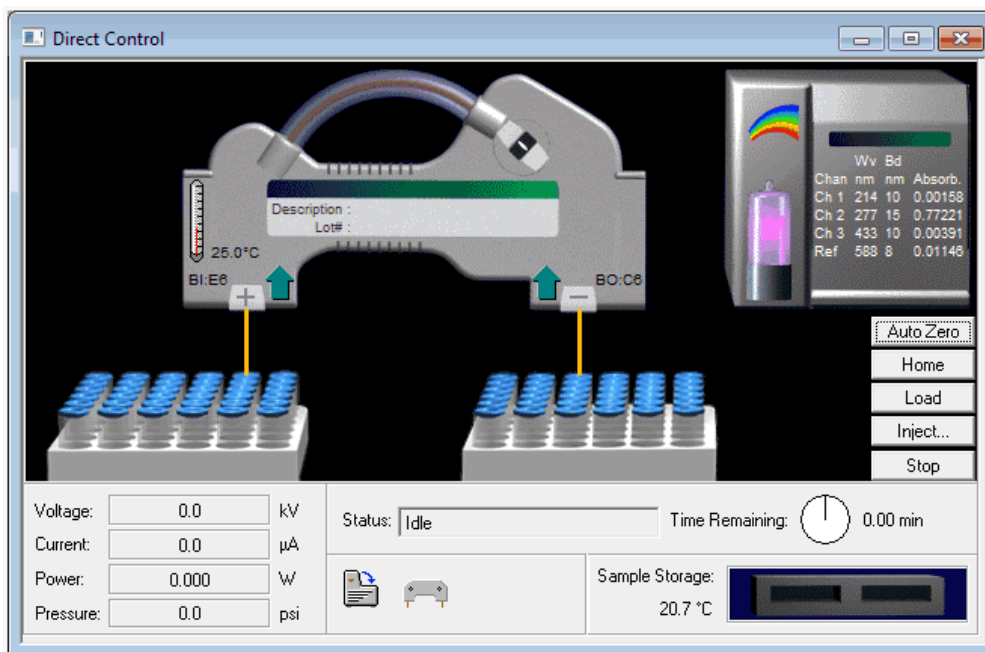 Direct Control
Wv Bd
Chan nm nm Absorb.
Ch 1 214 10 0.00158
Ch 2 277 15 0.77221
Ch 3 433 10 0.00391
Ref 588 8 0.01146
Description :
Lot# :
25.0°C
BI:E6
BO:C6
+
−
Auto Zero
Home
Load
Inject...
Stop
Voltage: 0.0 kV
Current: 0.0 µA
Power: 0.000 W
Pressure: 0.0 psi
Status: Idle
Time Remaining: 0.00 min
Sample Storage:
20.7 °C